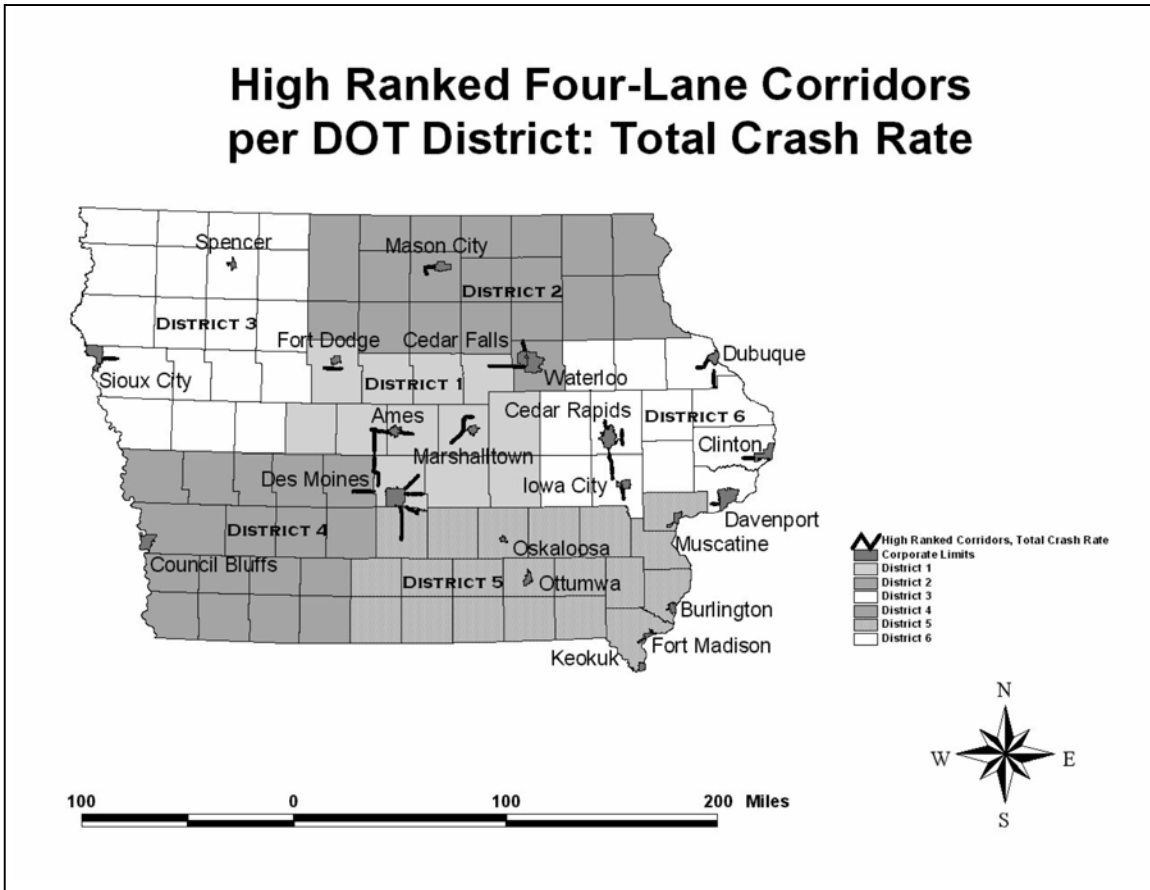 High Ranked Four-Lane Corridors
per DOT District: Total Crash Rate
Spencer
Mason City
DISTRICT 2
DISTRICT 3
Fort Dodge
Cedar Falls
Dubuque
Sioux City
DISTRICT 1
Waterloo
Ames
Cedar Rapids
DISTRICT 6
Marshalltown
Clinton
Des Moines
Iowa City
Davenport
DISTRICT 4
Oskaloosa
Muscatine
Council Bluffs
DISTRICT 5
Ottumwa
Burlington
Fort Madison
Keokuk
High Ranked Corridors, Total Crash Rate
Corporate Limits
District 1
District 2
District 3
District 4
District 5
District 6
N
W
E
S
100 0 100 200 Miles